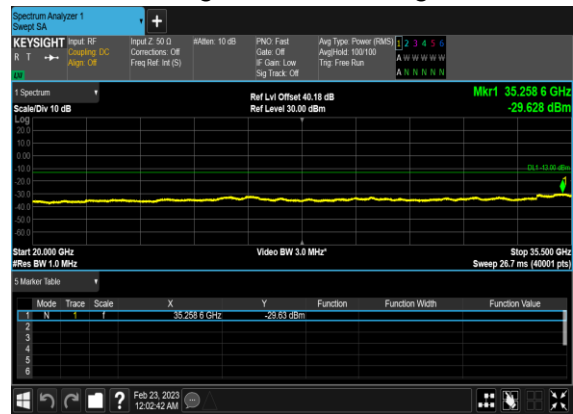 Spectrum Analyzer 1
Swept SA
+
KEYSIGHT Input: RF Input Z: 50 Ω #Atten: 10 dB PNO: Fast Avg Type: Power (RMS) 1 2 3 4 5 6
R T Coupling: DC Corrections: Off Gate: Off Avg|Hold: 100/100 A W W W W W
Align: Off Freq Ref: Int (S) IF Gain: Low Trig: Free Run
LW Sig Track: Off A N N N N N
1 Spectrum Ref Lvl Offset 40.18 dB Mkr1 35.258 6 GHz
Scale/Div 10 dB Ref Level 30.00 dBm -29.628 dBm
Log
20.0
10.0
0.00
-10.0 DL1 -13.00 dBm
-20.0 1
-30.0
-40.0
-50.0
-60.0
Start 20.000 GHz Video BW 3.0 MHz* Stop 35.500 GHz
#Res BW 1.0 MHz Sweep 26.7 ms (40001 pts)
5 Marker Table
Mode Trace Scale X Y Function Function Width Function Value
1 N 1 f 35.258 6 GHz -29.63 dBm
2
3
4
5
6
? Feb 23, 2023
12:02:42 AM